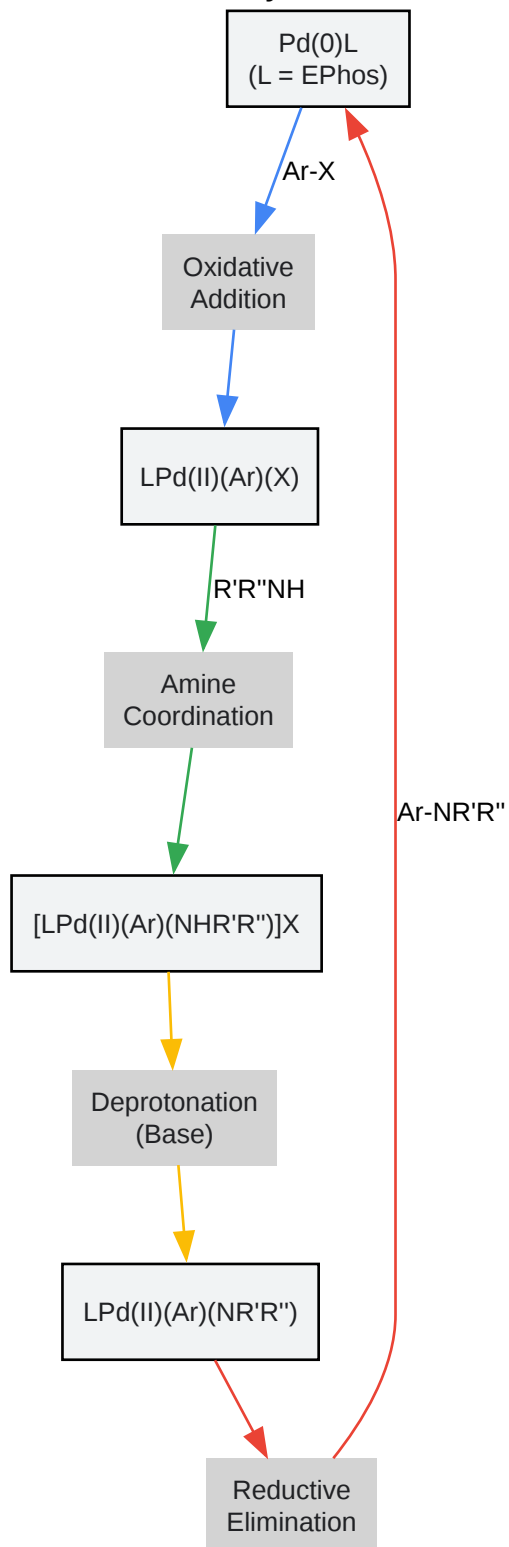 Pd(0)L
(L = EPhos)
Ar-X
Oxidative
Addition
LPd(II)(Ar)(X)
R'R''NH
Amine
Coordination
Ar-NR'R''
[LPd(II)(Ar)(NHR'R'')]X
Deprotonation
(Base)
LPd(II)(Ar)(NR'R'')
Reductive
Elimination